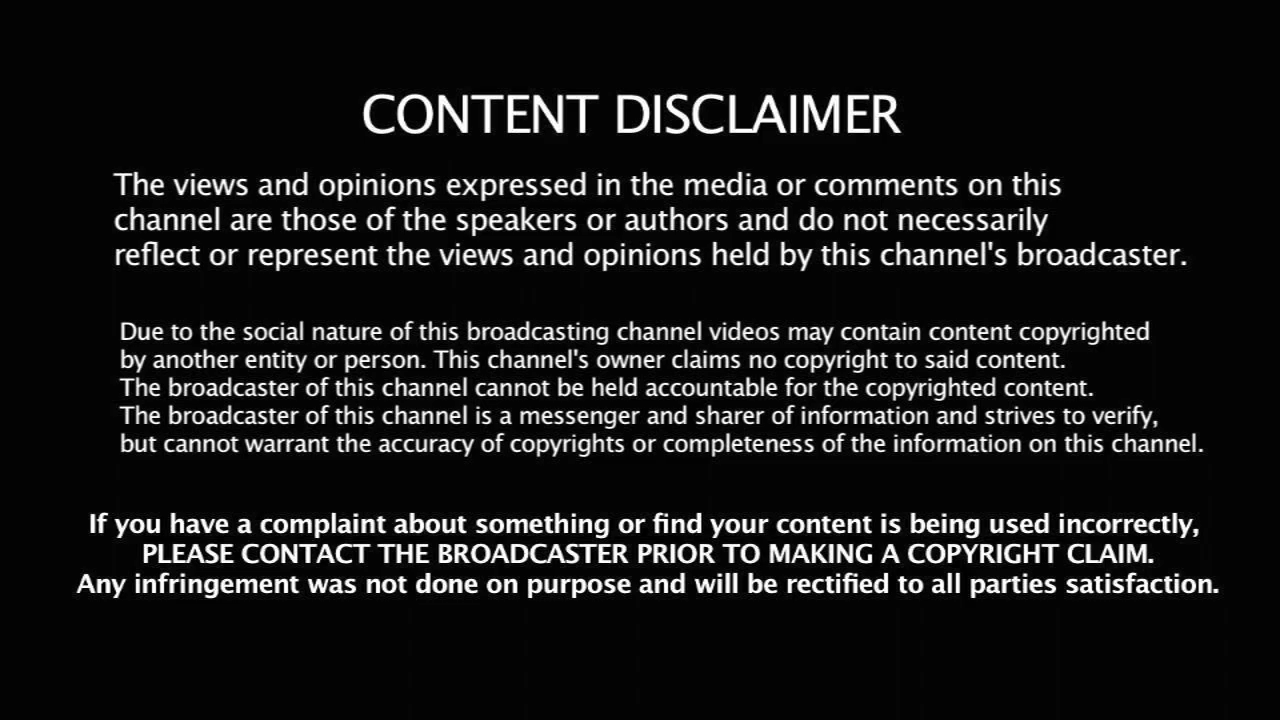 CONTENT DISCLAIMER
The views and opinions expressed in the media or comments on this
channel are those of the speakers or authors and do not necessarily
reflect or represent the views and opinions held by this channel's broadcaster.
Due to the social nature of this broadcasting channel videos may contain content copyrighted
by another entity or person. This channel's owner claims no copyright to said content.
The broadcaster of this channel cannot be held accountable for the copyrighted content.
The broadcaster of this channel is a messenger and sharer of information and strives to verify,
but cannot warrant the accuracy of copyrights or completeness of the information on this channel.
If you have a complaint about something or find your content is being used incorrectly,
PLEASE CONTACT THE BROADCASTER PRIOR TO MAKING A COPYRIGHT CLAIM.
Any infringement was not done on purpose and will be rectified to all parties satisfaction.